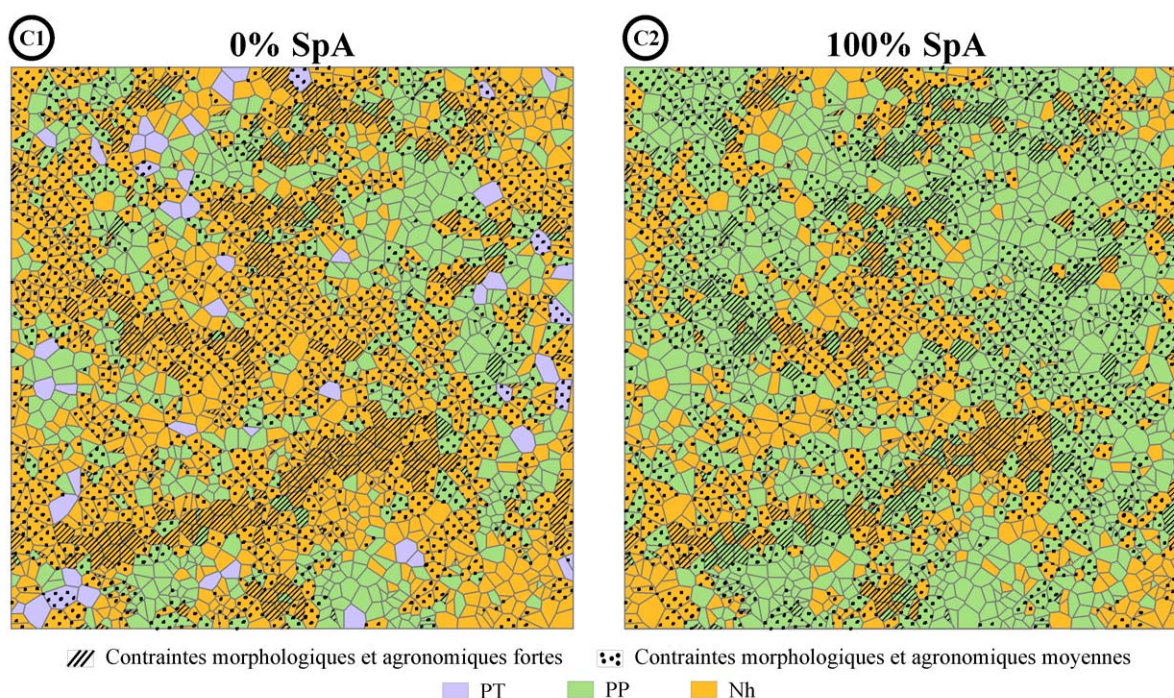 C1 0% SpA C2 100% SpA
Contraintes morphologiques et agronomiques fortes Contraintes morphologiques et agronomiques moyennes
PT PP Nh